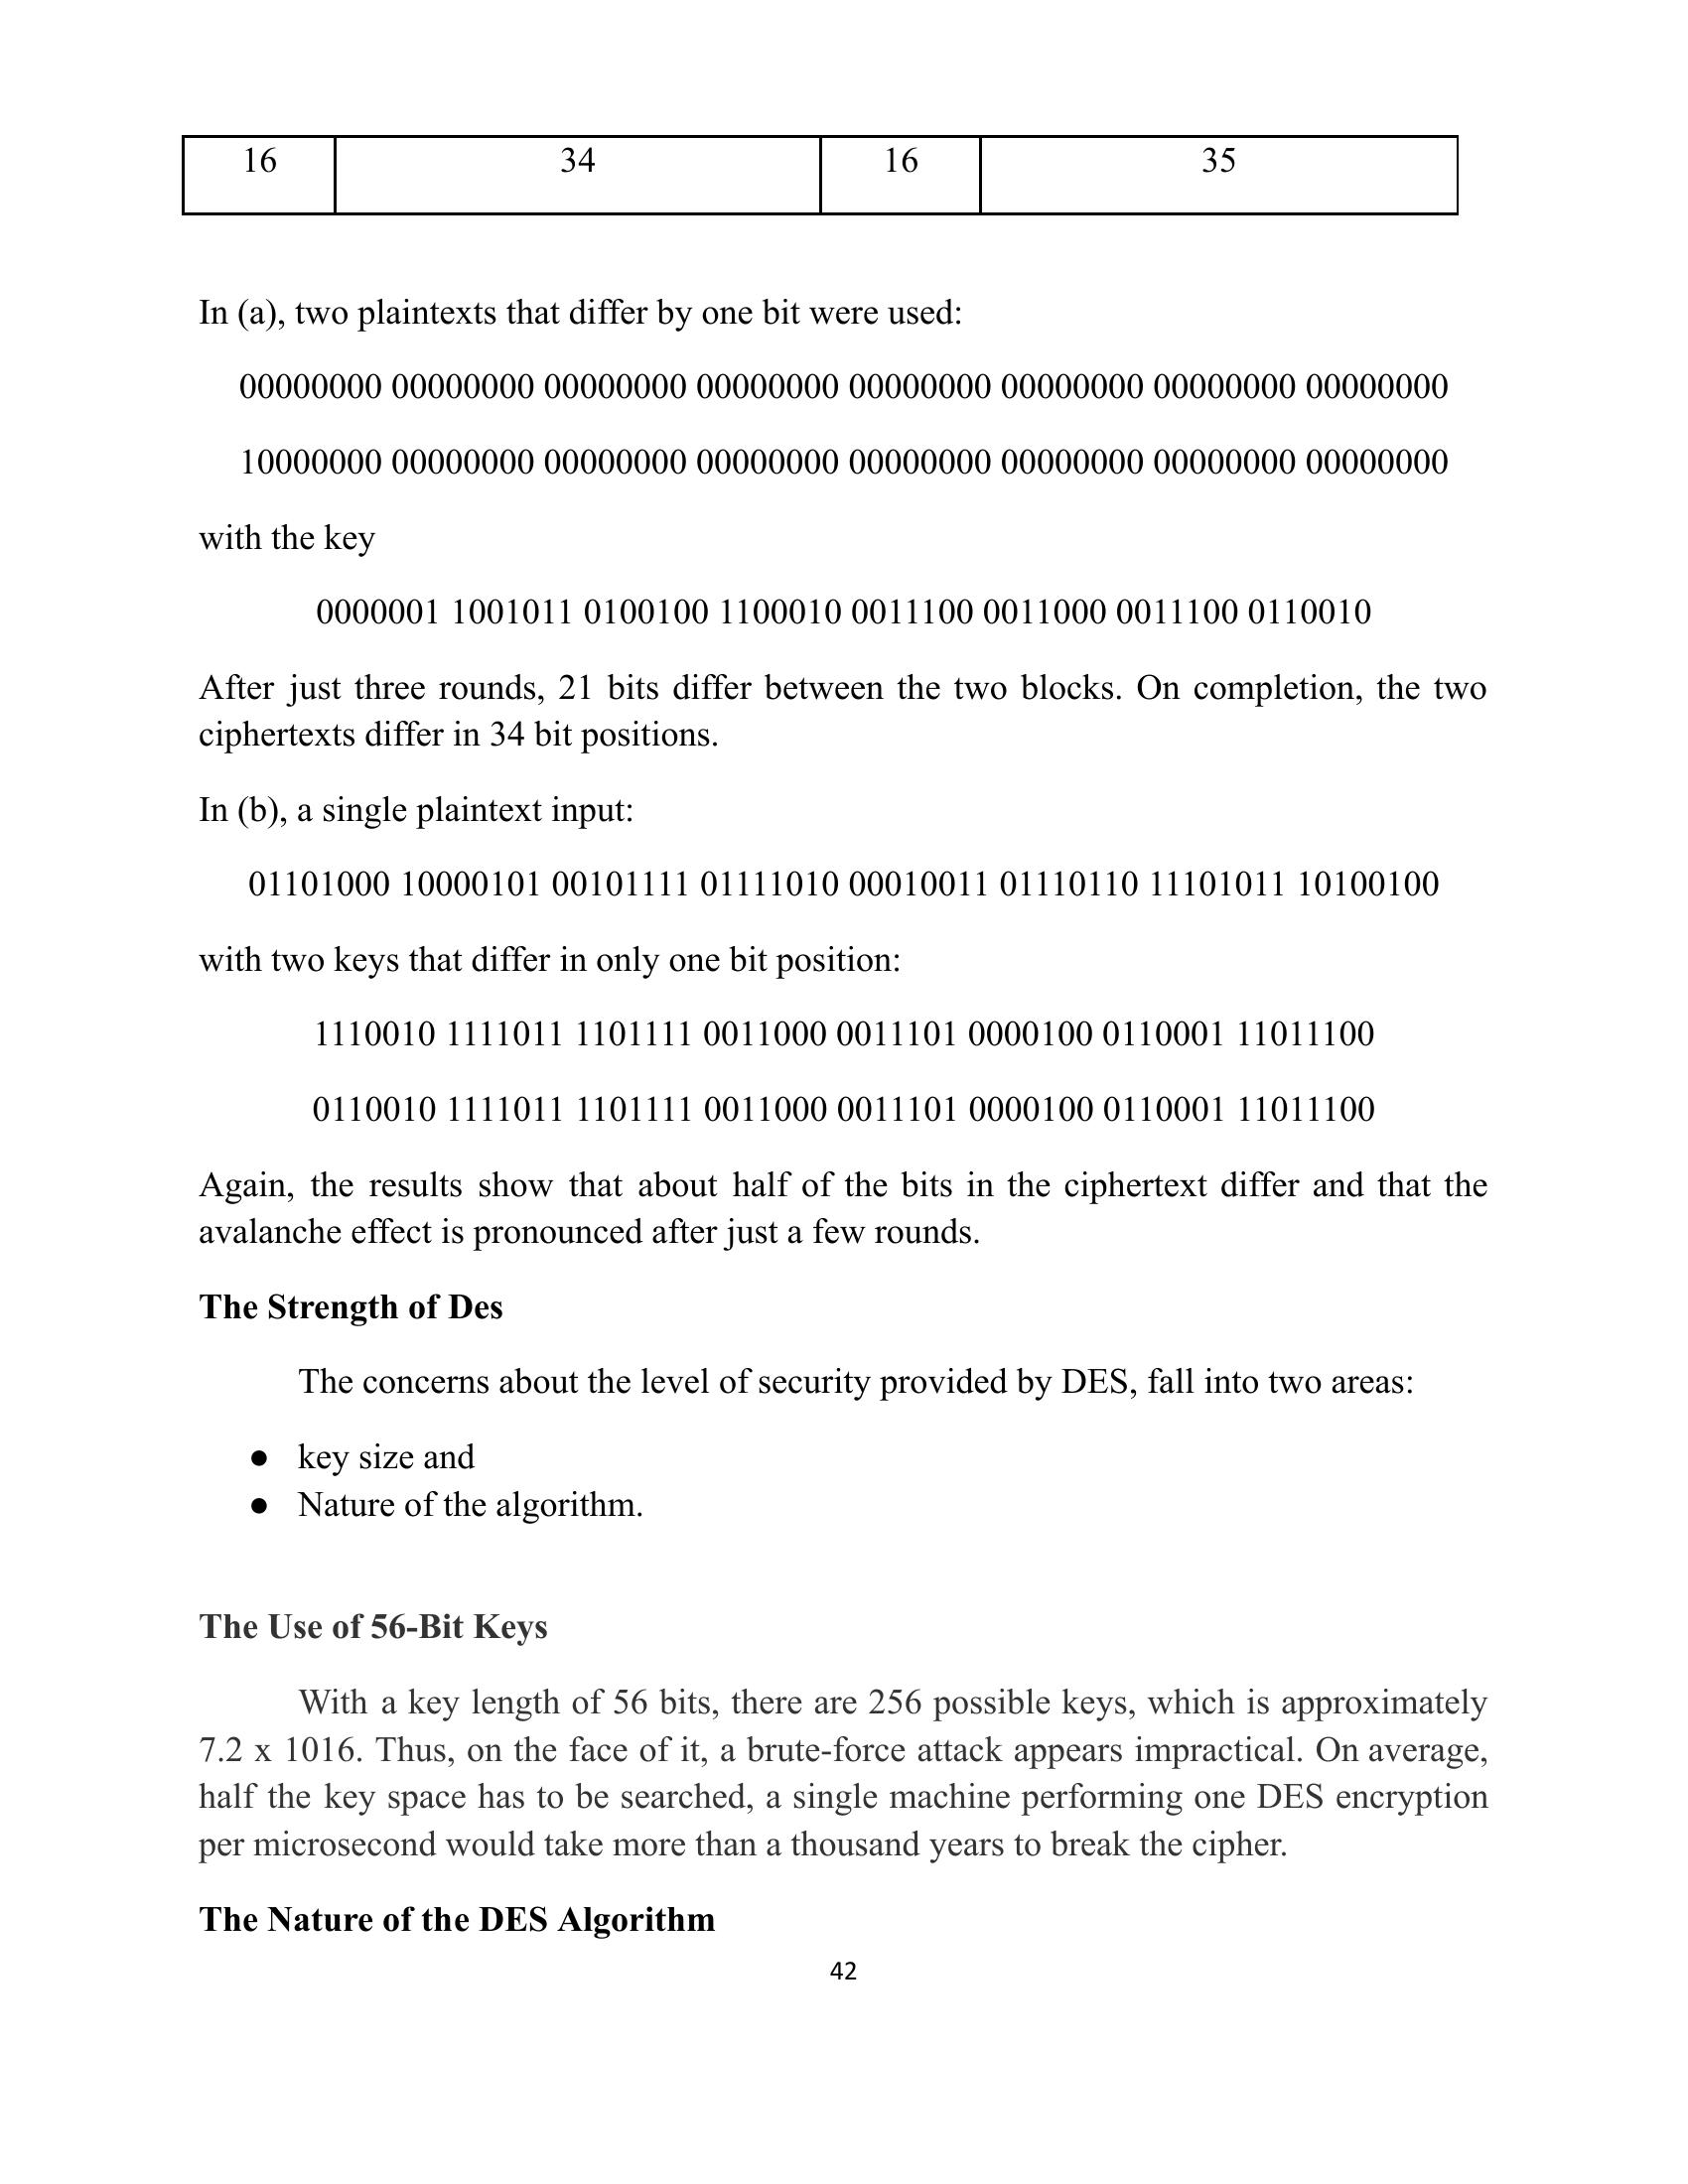 16 34 16 35
In (a), two plaintexts that differ by one bit were used:
00000000 00000000 00000000 00000000 00000000 00000000 00000000 00000000
10000000 00000000 00000000 00000000 00000000 00000000 00000000 00000000
with the key
0000001 1001011 0100100 1100010 0011100 0011000 0011100 0110010
After just three rounds, 21 bits differ between the two blocks. On completion, the two
ciphertexts differ in 34 bit positions.
In (b), a single plaintext input:
01101000 10000101 00101111 01111010 00010011 01110110 11101011 10100100
with two keys that differ in only one bit position:
1110010 1111011 1101111 0011000 0011101 0000100 0110001 11011100
0110010 1111011 1101111 0011000 0011101 0000100 0110001 11011100
Again, the results show that about half of the bits in the ciphertext differ and that the
avalanche effect is pronounced after just a few rounds.
The Strength of Des
The concerns about the level of security provided by DES, fall into two areas:
● key size and
● Nature of the algorithm.
The Use of 56-Bit Keys
With a key length of 56 bits, there are 256 possible keys, which is approximately
7.2 x 1016. Thus, on the face of it, a brute-force attack appears impractical. On average,
half the key space has to be searched, a single machine performing one DES encryption
per microsecond would take more than a thousand years to break the cipher.
The Nature of the DES Algorithm
42